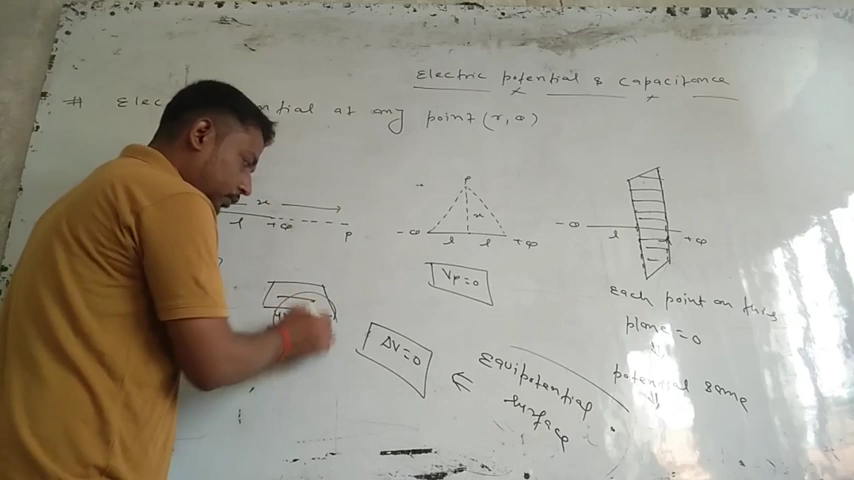 Electric potential & capacitance
# Elec ntial at any point (r, θ)
x
l +Q P
P
x
-Q l l +Q
-Q l +Q
Vp=0
Each point on this
plane = 0
potential same
ΔV=0
Equipotential
surface